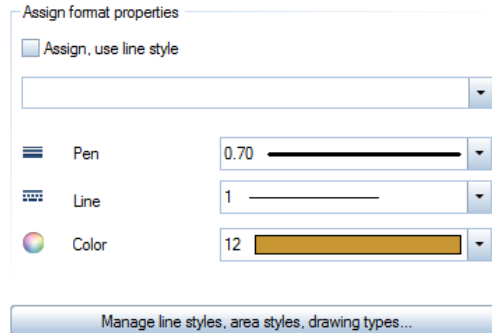 Assign format properties
Assign, use line style
Pen 0.70
Line 1
Color 12
Manage line styles, area styles, drawing types...